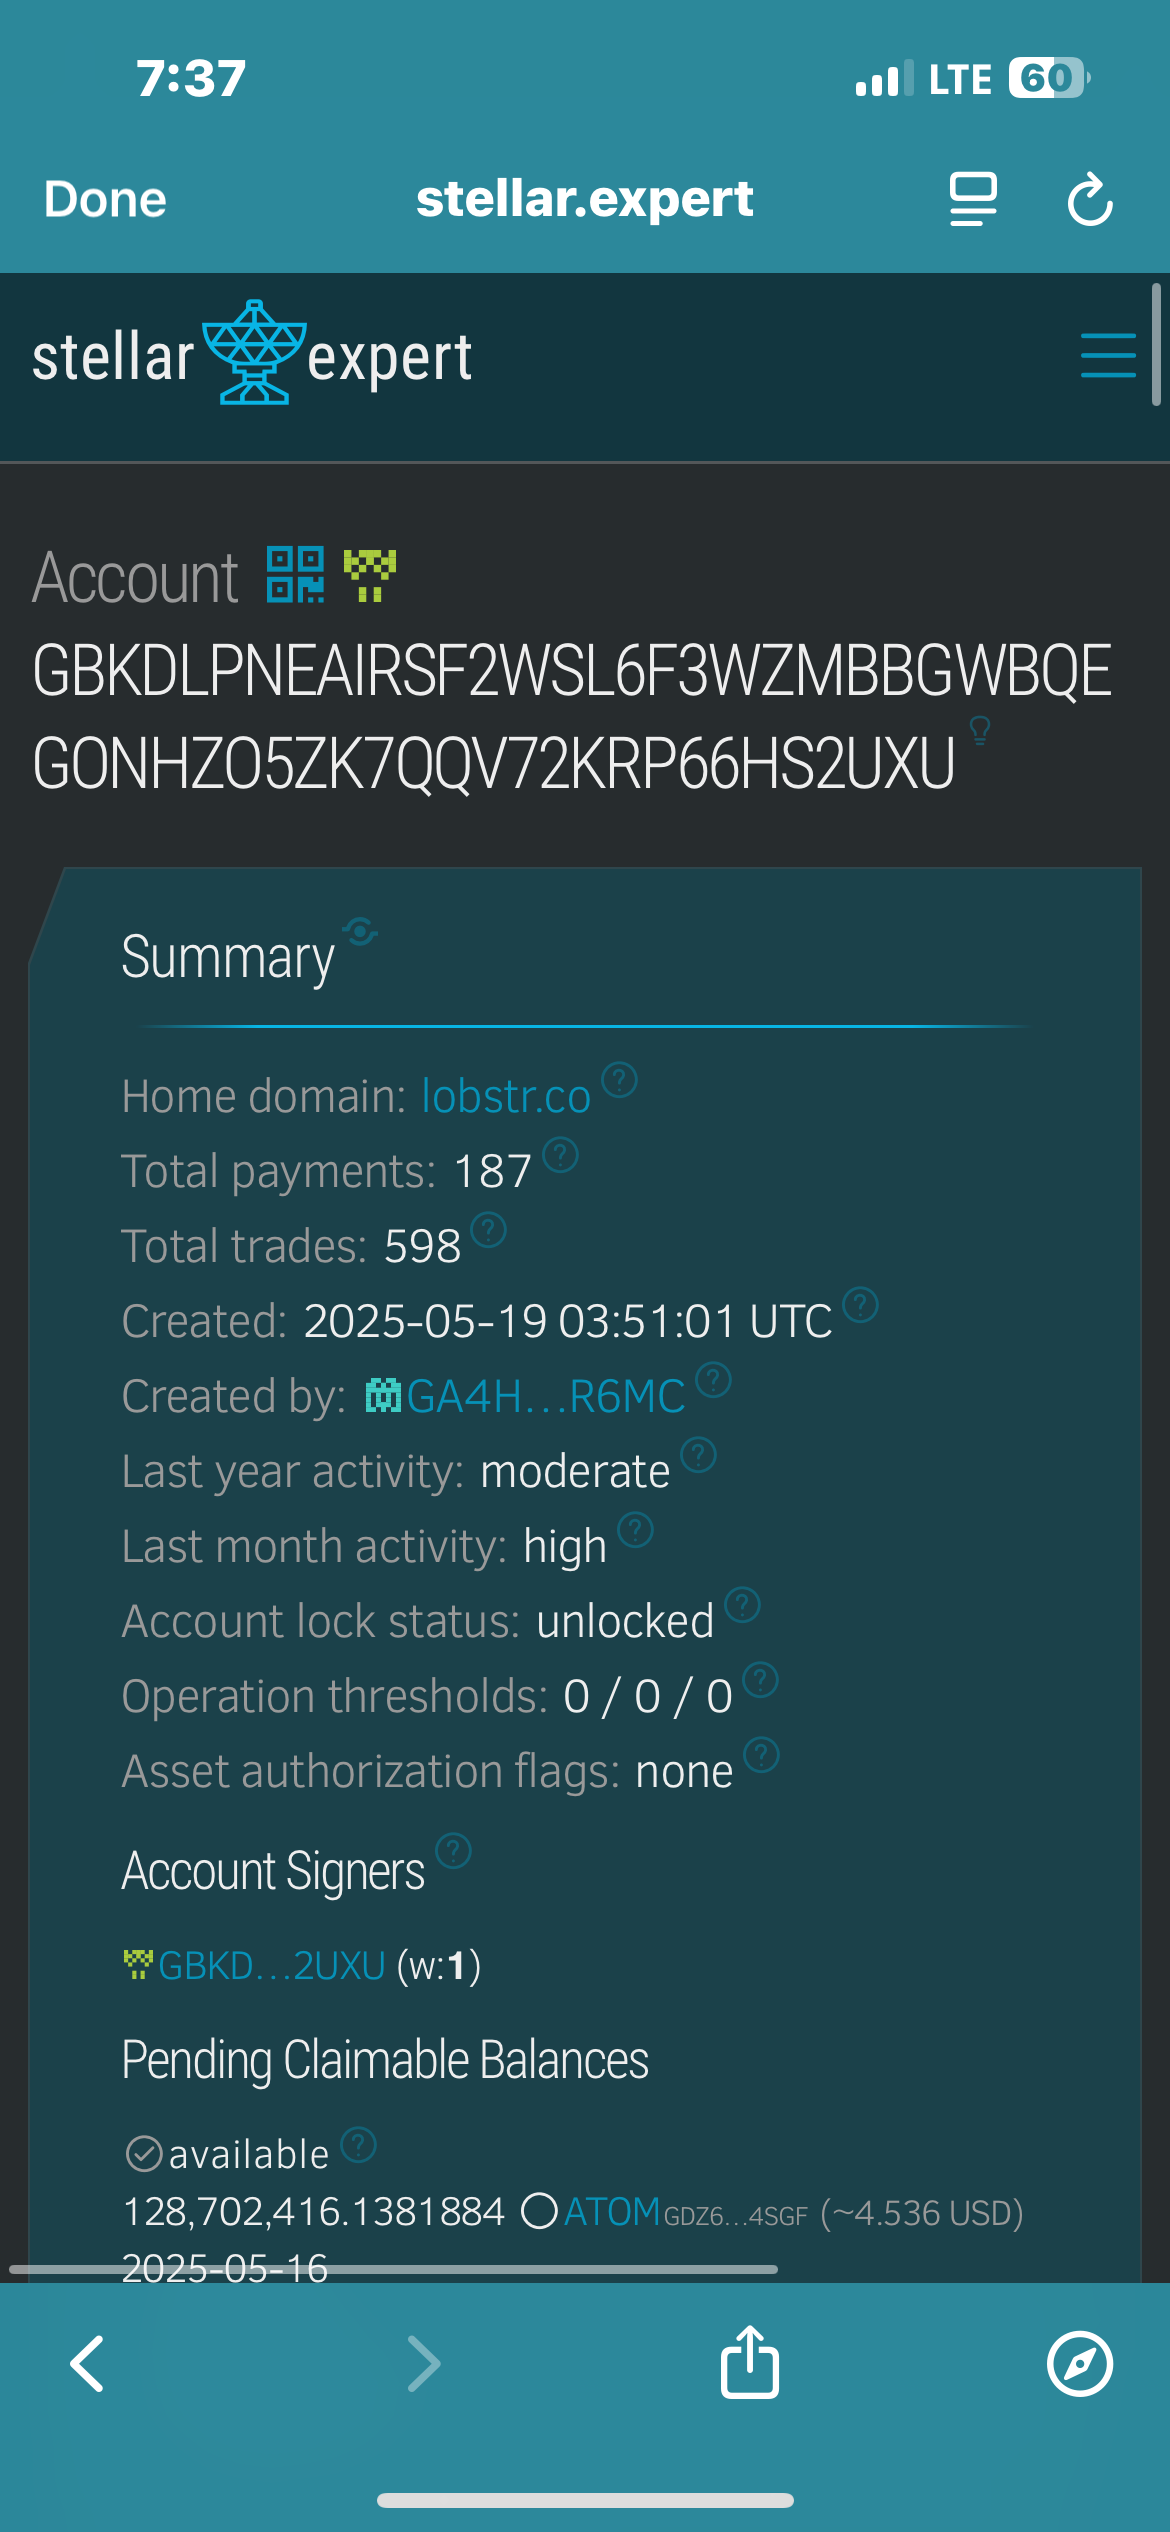 7:37 LTE 60
Done stellar.expert
stellar expert
Account
GBKDLPNEAIRSF2WSL6F3WZMBBGWBQE
GONHZO5ZK7QQV72KRP66HS2UXU
Summary
Home domain: lobstr.co
Total payments: 187
Total trades: 598
Created: 2025-05-19 03:51:01 UTC
Created by: GA4H…R6MC
Last year activity: moderate
Last month activity: high
Account lock status: unlocked
Operation thresholds: 0 / 0 / 0
Asset authorization flags: none
Account Signers
GBKD…2UXU (w:1)
Pending Claimable Balances
available
128,702,416.1381884 ATOM GDZ6…4SGF (~4.536 USD)
2025-05-16